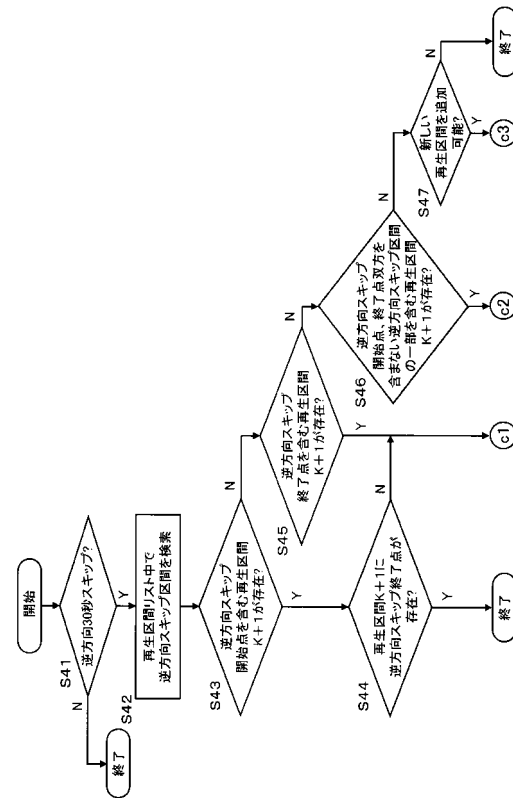 開始
逆方向30秒スキップ?
S41
N
Y
終了
再生区間リスト中で
逆方向スキップ区間を検索
S42
逆方向スキップ
開始点を含む再生区間
K+1が存在?
S43
N
Y
再生区間K+1に
逆方向スキップ終了点が
存在?
S44
N
Y
終了
逆方向スキップ
終了点を含む再生区間
K+1が存在?
S45
N
Y
c1
逆方向スキップ
開始点、終了点双方を
含まない逆方向スキップ区間
の一部を含む再生区間
K+1が存在?
S46
N
Y
c2
新しい
再生区間を追加
可能?
S47
N
Y
c3
終了